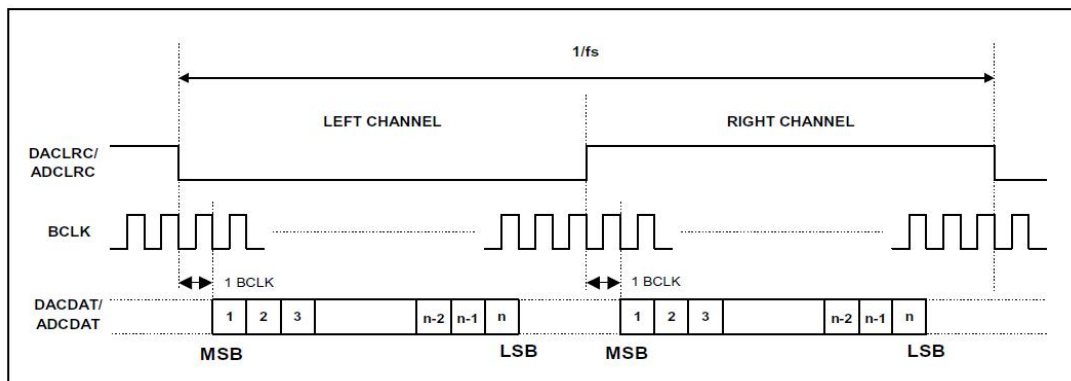 1/fs
LEFT CHANNEL
RIGHT CHANNEL
DACLRC/
ADCLRC
BCLK
1 BCLK
1 BCLK
DACDAT/
ADCDAT
1 2 3 n-2 n-1 n
1 2 3 n-2 n-1 n
MSB
LSB
MSB
LSB